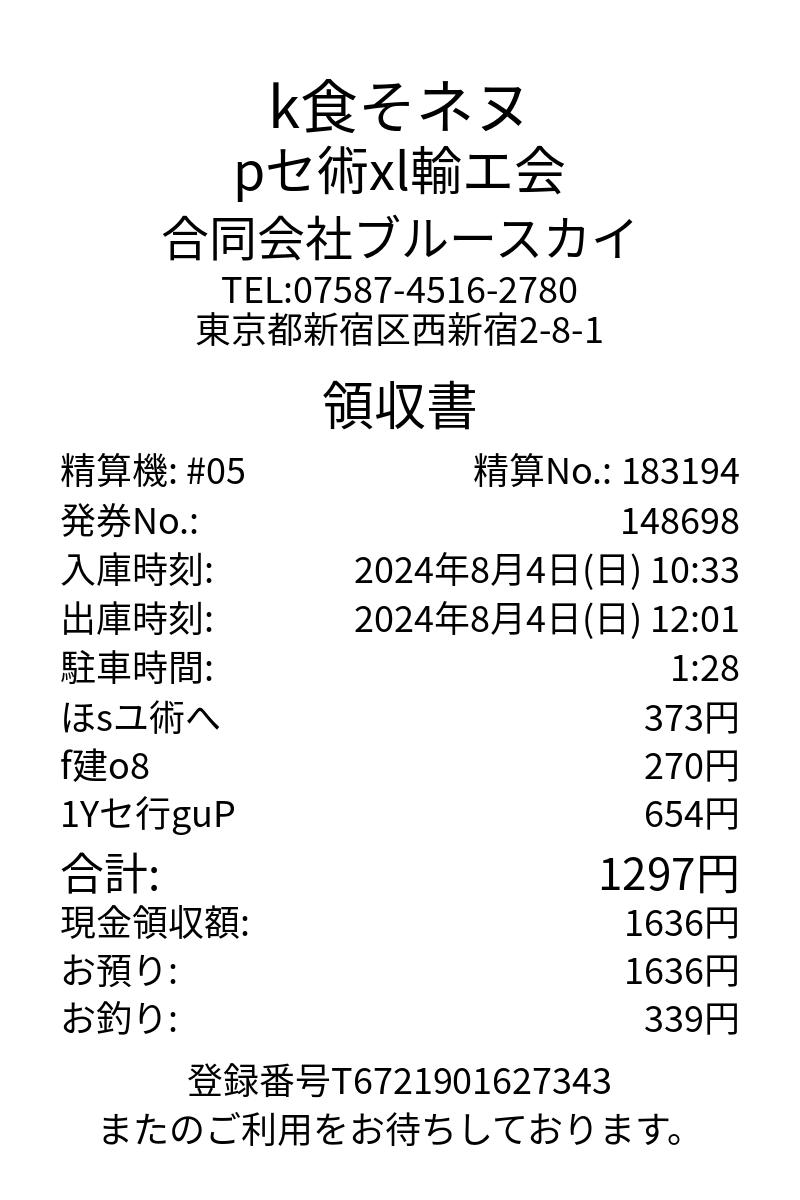 k食そネヌ
pセ術xl輸エ会
合同会社ブルースカイ
TEL:07587-4516-2780
東京都新宿区西新宿2-8-1
領収書
精算機: #05 精算No.: 183194
発券No.: 148698
入庫時刻: 2024年8月4日(日) 10:33
出庫時刻: 2024年8月4日(日) 12:01
駐車時間: 1:28
ほsユ術へ 373円
f建o8 270円
1Yセ行guP 654円
合計: 1297円
現金領収額: 1636円
お預り: 1636円
お釣り: 339円
登録番号T6721901627343
またのご利用をお待ちしております。